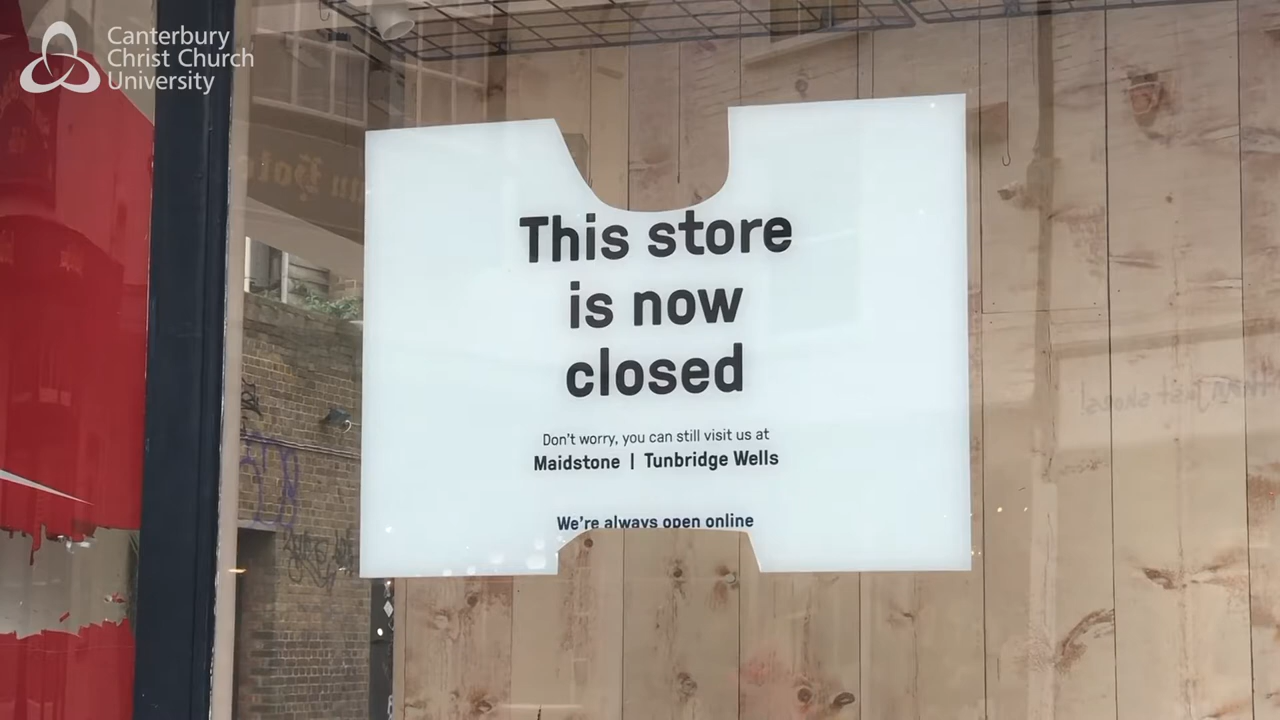 Canterbury
Christ Church
University
This store
is now
closed
Don't worry, you can still visit us at
Maidstone | Tunbridge Wells
We're always open online